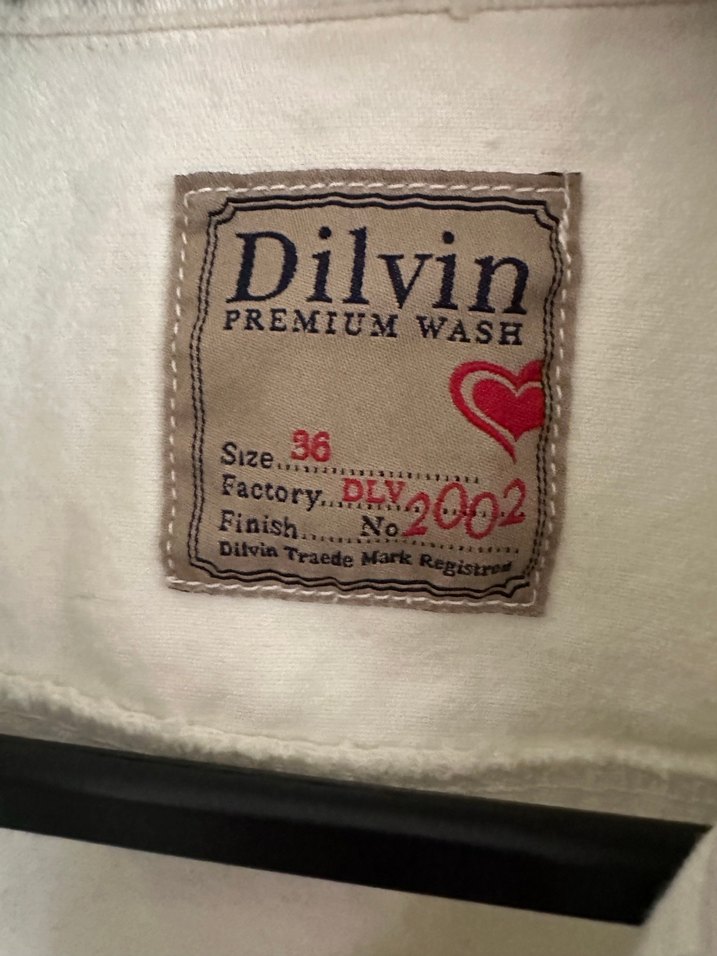 Dilvin
PREMIUM WASH
Size 36
Factory DLV
Finish No 2002
Dilvin Traede Mark Registred